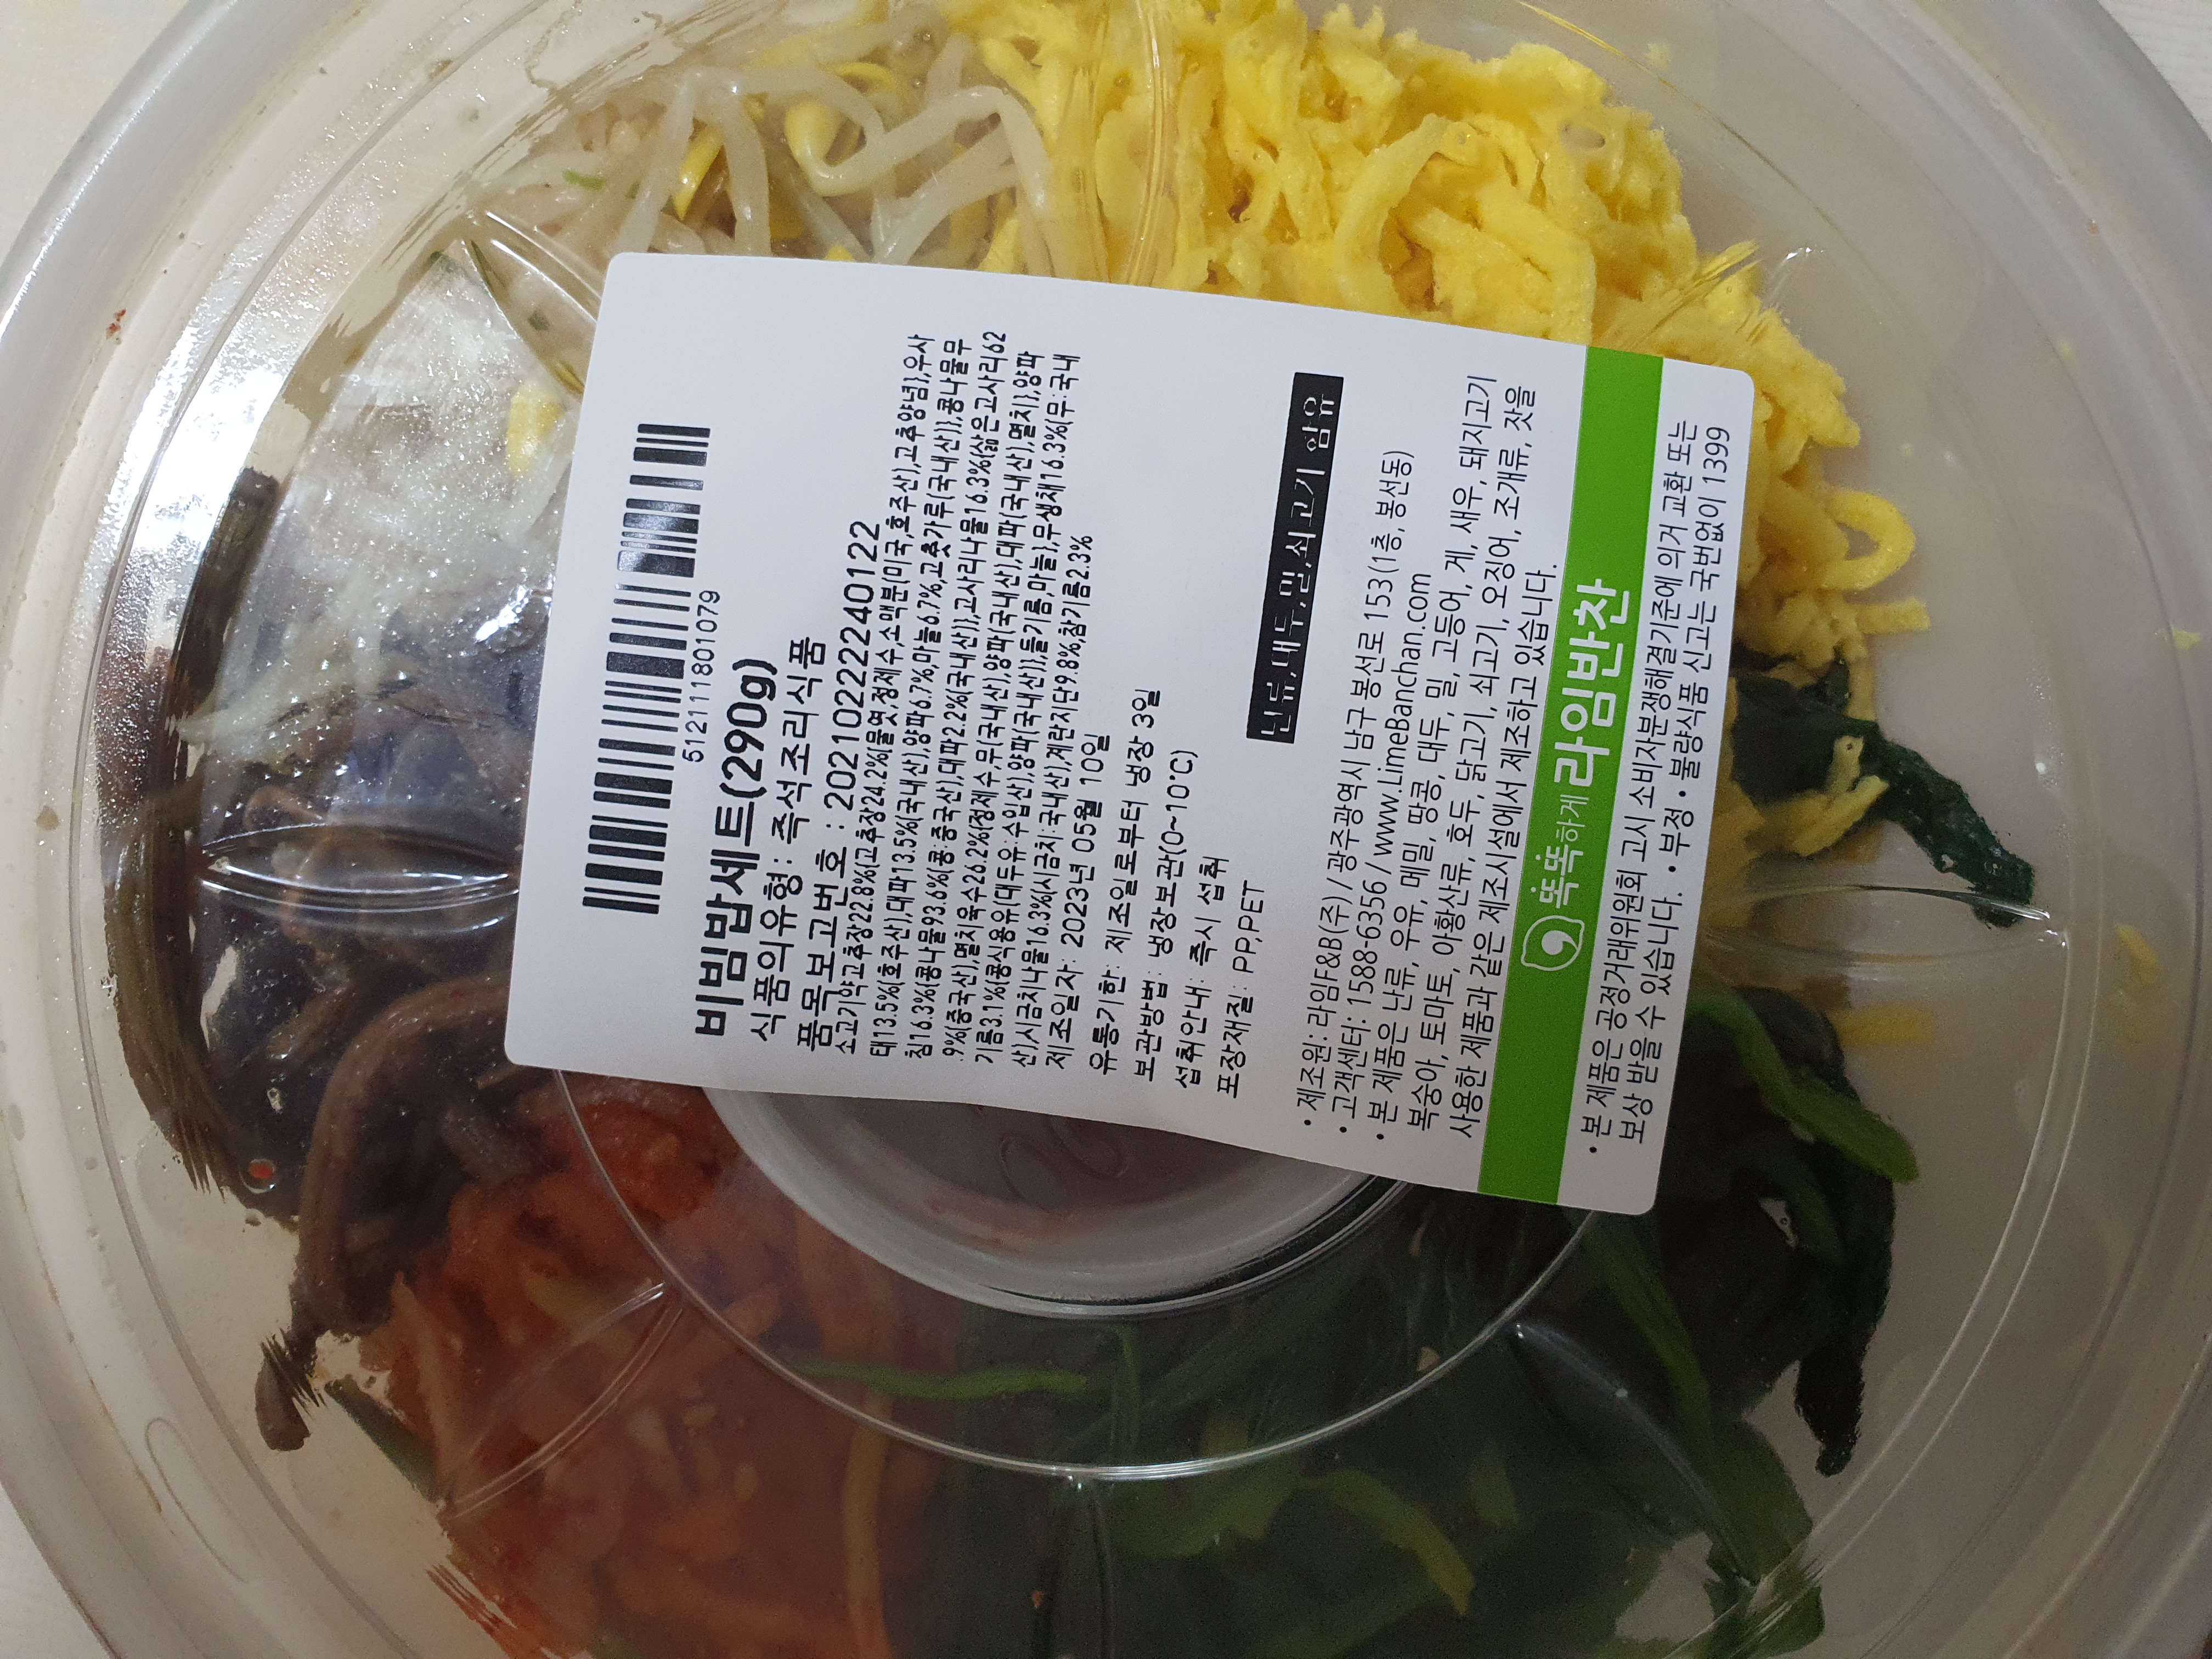 5121111801079
비빔밥세트(290g)
식품의유형: 즉석조리식품
품목보고번호 : 2021022224​0122
소고기약고추장22.8%{고추장24.2%(물엿,정제수,소맥분(미국,호주산),고추양념},우사
태13.5%(호주산),대파13.5%(국내산),양파6.7%,마늘6.7%,고춧가루(국내산)},콩나물무
침16.3%{콩나물93.6%(콩:중국산),대파2.2%(국내산)},고사리나물16.3%{삶은고사리62
.9%(중국산),멸치육수26.2%(정제수,무(국내산),양파(국내산),대파(국내산),멸치},양파
기름3.1%(콩식용유(대두유:수입산),양파(국내산)),들기름,마늘},무생채16.3%(무:국내
산),시금치나물16.3%(시금치:국내산),계란지단9.8%,참기름2.3%
제조일자: 2023년 05월 10일
유통기한: 제조일로부터 냉장 3일
보관방법: 냉장보관(0~10°C)
섭취안내: 즉시 섭취
포장재질: PP,PET
난류,대두,밀,쇠고기 함유
• 제조원: 라임F&B(주) / 광주광역시 남구 봉선로 153(1층, 봉선동)
• 고객센터: 1588-6356 / www.LimeBanchan.com
• 본 제품은 난류, 우유, 메밀, 땅콩, 대두, 밀, 고등어, 게, 새우, 돼지고기
복숭아, 토마토, 아황산류, 호두, 닭고기, 쇠고기, 오징어, 조개류, 잣을
사용한 제품과 같은 제조시설에서 제조하고 있습니다.
똑똑하게 라임반찬
• 본 제품은 공정거래위원회 고시 소비자분쟁해결기준에 의거 교환 또는
보상 받을 수 있습니다. • 부정 • 불량식품 신고는 국번없이 1399